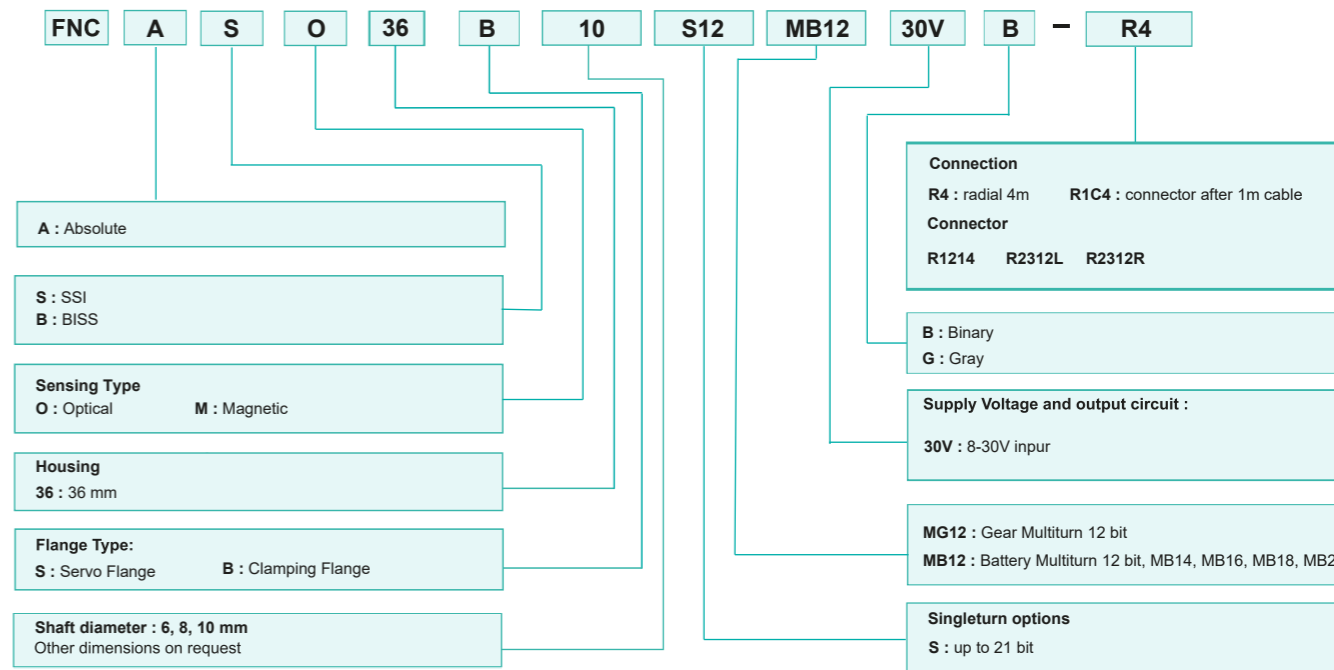 FNC A S O 36 B 10 S12 MB12 30V B – R4
A : Absolute
S : SSI
B : BISS
Sensing Type
O : Optical M : Magnetic
Housing
36 : 36 mm
Flange Type:
S : Servo Flange B : Clamping Flange
Shaft diameter : 6, 8, 10 mm
Other dimensions on request
Connection
R4 : radial 4m R1C4 : connector after 1m cable
Connector
R1214 R2312L R2312R
B : Binary
G : Gray
Supply Voltage and output circuit :
30V : 8-30V inpur
MG12 : Gear Multiturn 12 bit
MB12 : Battery Multiturn 12 bit, MB14, MB16, MB18, MB2
Singleturn options
S : up to 21 bit